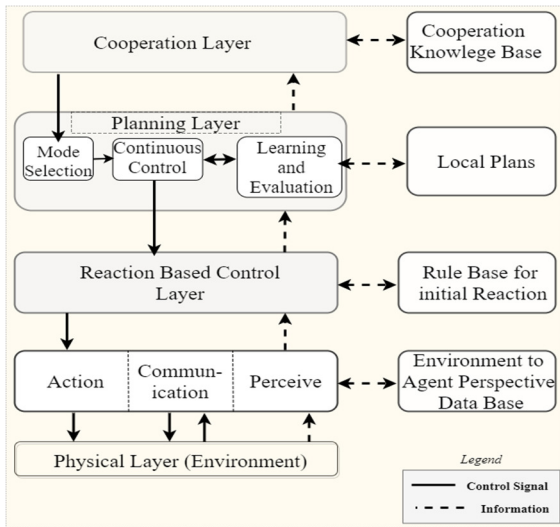 Cooperation Layer
Cooperation
Knowlege Base
Planning Layer
Mode
Selection
Continuous
Control
Learning
and
Evaluation
Local Plans
Reaction Based Control
Layer
Rule Base for
initial Reaction
Action
Commun-
ication
Perceive
Environment to
Agent Perspective
Data Base
Physical Layer (Environment)
Legend
Control Signal
Information